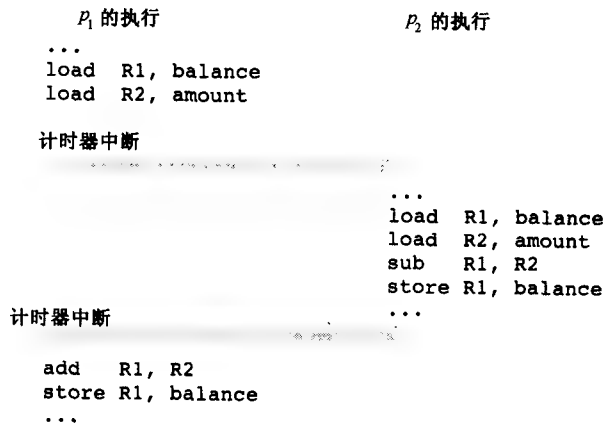 p₁ 的执行
p₂ 的执行
...
load R1, balance
load R2, amount
计时器中断
...
load R1, balance
load R2, amount
sub R1, R2
store R1, balance
...
计时器中断
add R1, R2
store R1, balance
...